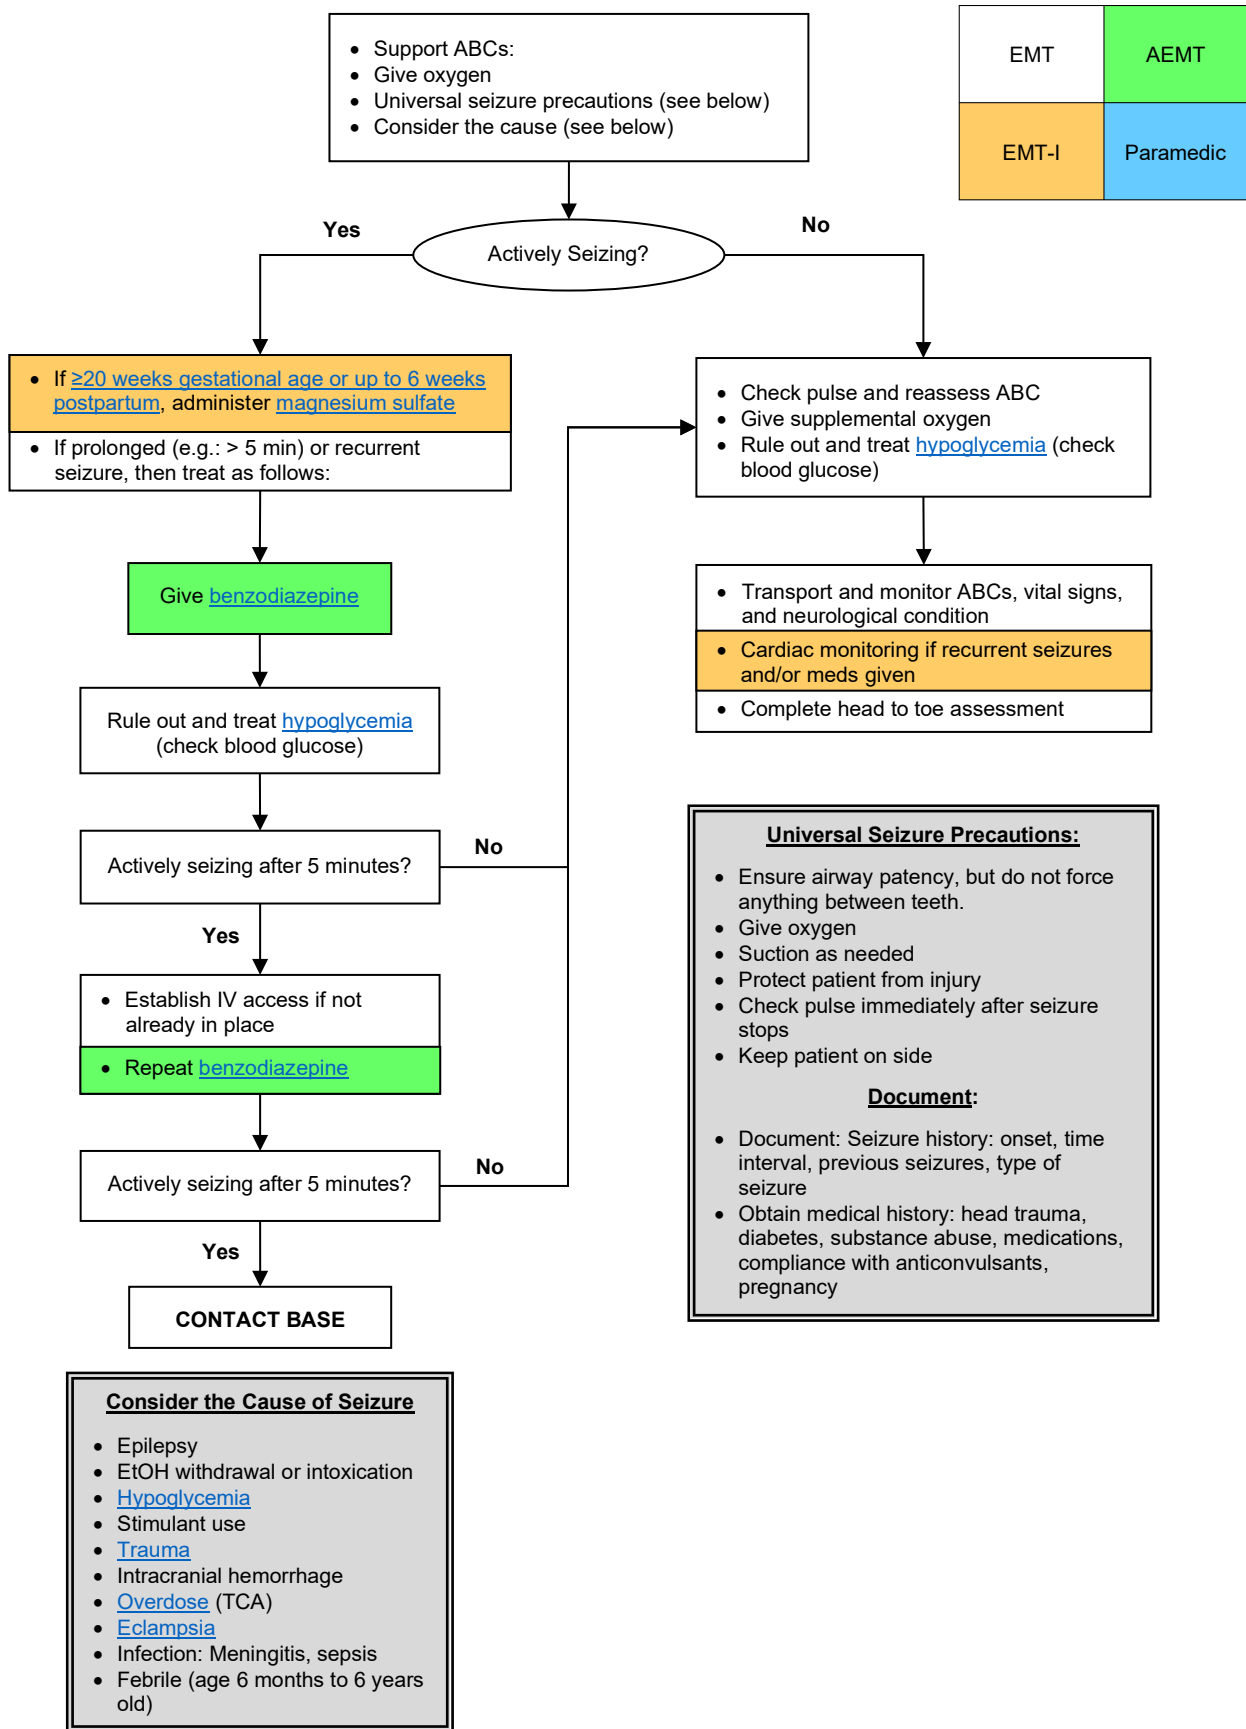 • Support ABCs:
• Give oxygen
• Universal seizure precautions (see below)
• Consider the cause (see below)
EMT
AEMT
EMT-I
Paramedic
Yes
No
Actively Seizing?
• If ≥20 weeks gestational age or up to 6 weeks
postpartum, administer magnesium sulfate
• If prolonged (e.g.: > 5 min) or recurrent
seizure, then treat as follows:
Give benzodiazepine
Rule out and treat hypoglycemia
(check blood glucose)
Actively seizing after 5 minutes?
No
Yes
• Establish IV access if not
already in place
• Repeat benzodiazepine
Actively seizing after 5 minutes?
No
Yes
CONTACT BASE
• Check pulse and reassess ABC
• Give supplemental oxygen
• Rule out and treat hypoglycemia (check
blood glucose)
• Transport and monitor ABCs, vital signs,
and neurological condition
• Cardiac monitoring if recurrent seizures
and/or meds given
• Complete head to toe assessment
Universal Seizure Precautions:
• Ensure airway patency, but do not force
anything between teeth.
• Give oxygen
• Suction as needed
• Protect patient from injury
• Check pulse immediately after seizure
stops
• Keep patient on side
Document:
• Document: Seizure history: onset, time
interval, previous seizures, type of
seizure
• Obtain medical history: head trauma,
diabetes, substance abuse, medications,
compliance with anticonvulsants,
pregnancy
Consider the Cause of Seizure
• Epilepsy
• EtOH withdrawal or intoxication
• Hypoglycemia
• Stimulant use
• Trauma
• Intracranial hemorrhage
• Overdose (TCA)
• Eclampsia
• Infection: Meningitis, sepsis
• Febrile (age 6 months to 6 years
old)